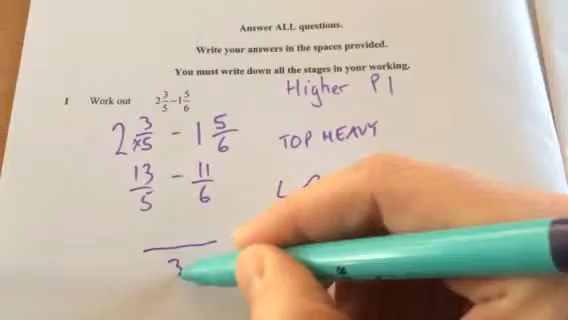 Answer ALL questions.
Write your answers in the spaces provided.
You must write down all the stages in your working.
Higher P1
1 Work out 2 3/5 − 1 5/6
2 3/×5 − 1 5/6 TOP HEAVY
13/5 − 11/6
3